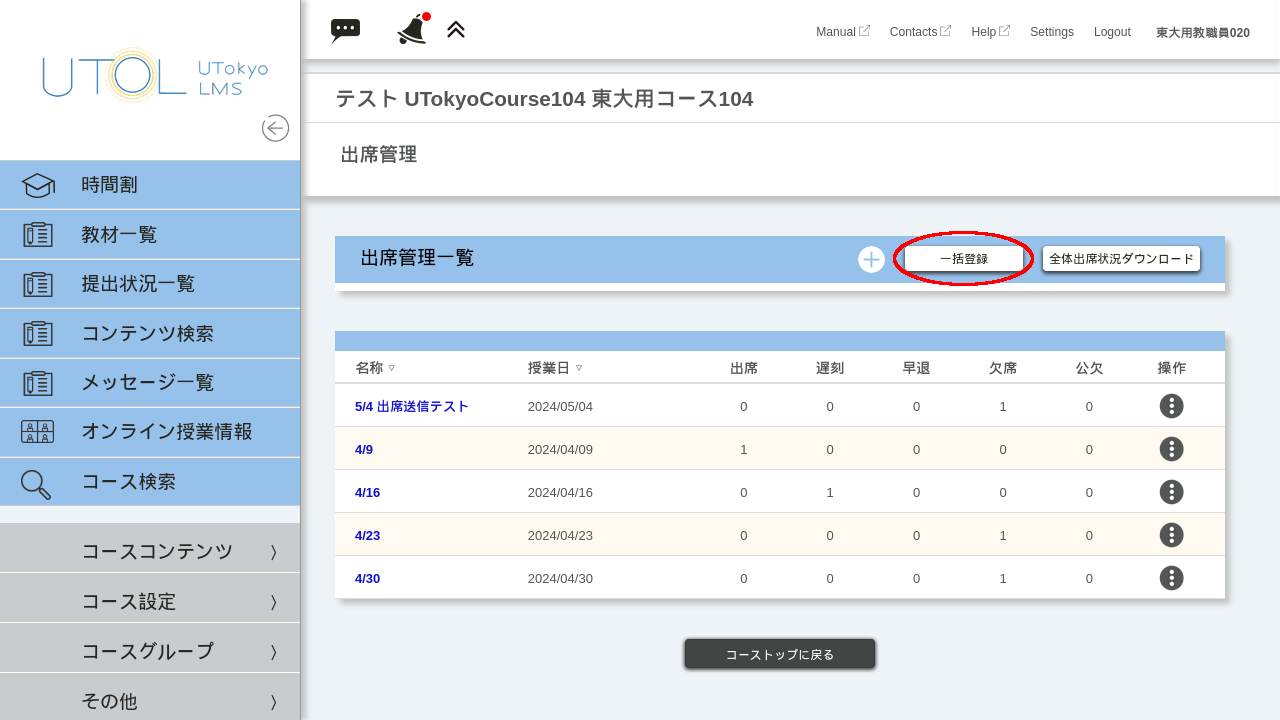 UTOL UTokyo LMS
Manual Contacts Help Settings Logout 東大用教職員020
テスト UTokyoCourse104 東大用コース104
出席管理
時間割
教材一覧
提出状況一覧
コンテンツ検索
メッセージ一覧
オンライン授業情報
コース検索
コースコンテンツ 〉
コース設定 〉
コースグループ 〉
その他 〉
出席管理一覧 一括登録 全体出席状況ダウンロード
名称 ▿ 授業日 ▿ 出席 遅刻 早退 欠席 公欠 操作
5/4 出席送信テスト 2024/05/04 0 0 0 1 0
4/9 2024/04/09 1 0 0 0 0
4/16 2024/04/16 0 1 0 0 0
4/23 2024/04/23 0 0 0 1 0
4/30 2024/04/30 0 0 0 1 0
コーストップに戻る